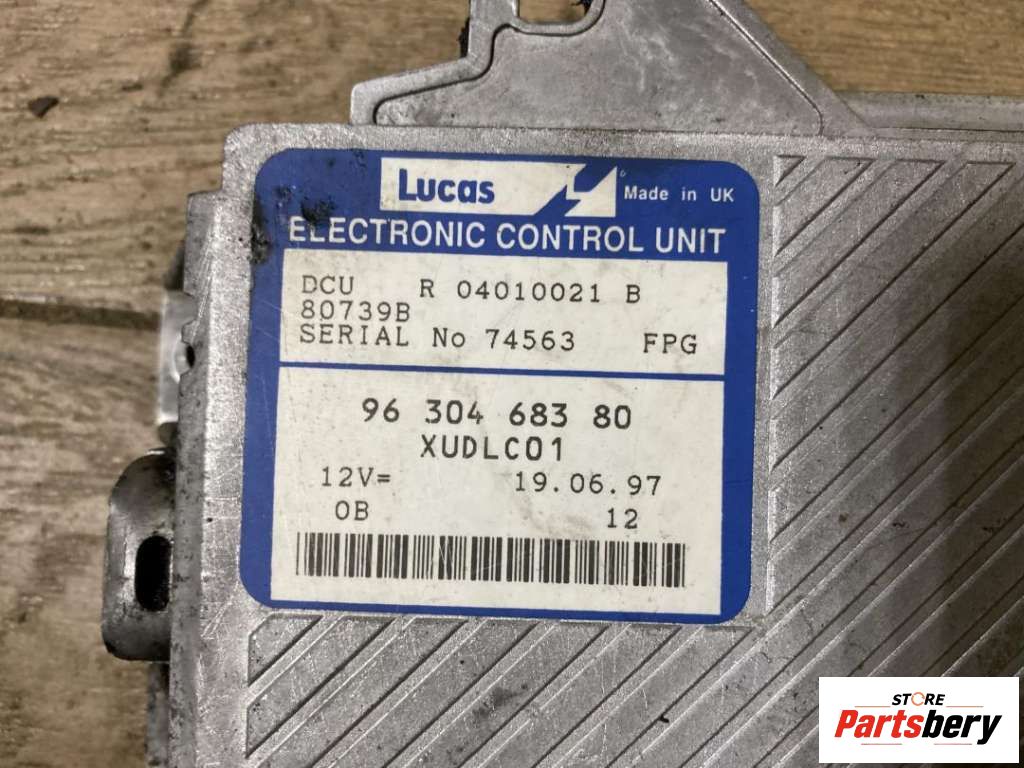 Lucas
Made in UK
ELECTRONIC CONTROL UNIT
DCU R 04010021 B
80739B
SERIAL No 74563 FPG
96 304 683 80
XUDLC01
12V= 19.06.97
0B 12
STORE
Partsbery